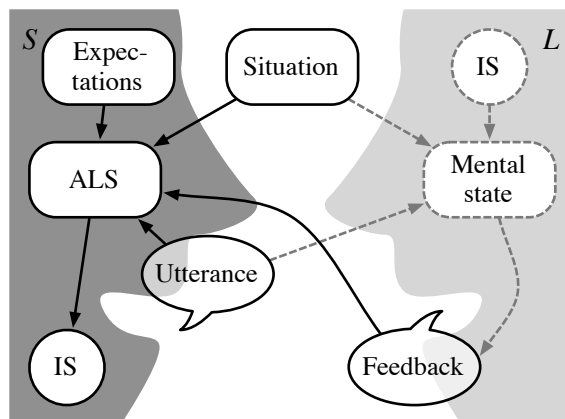 S
Expec-
tations
Situation
IS
L
ALS
Mental
state
Utterance
IS
Feedback